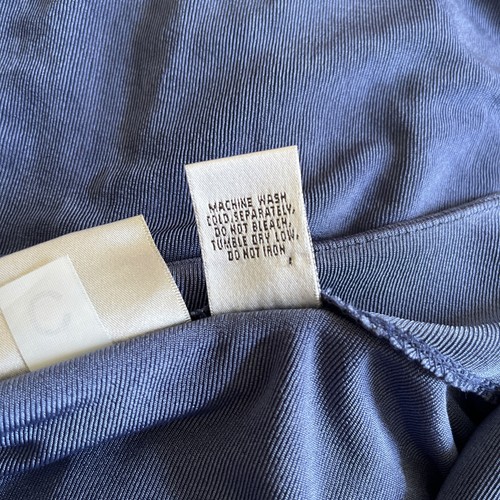 MACHINE WASH
COLD, SEPARATELY,
DO NOT BLEACH,
TUMBLE DRY LOW,
DO NOT IRON
C